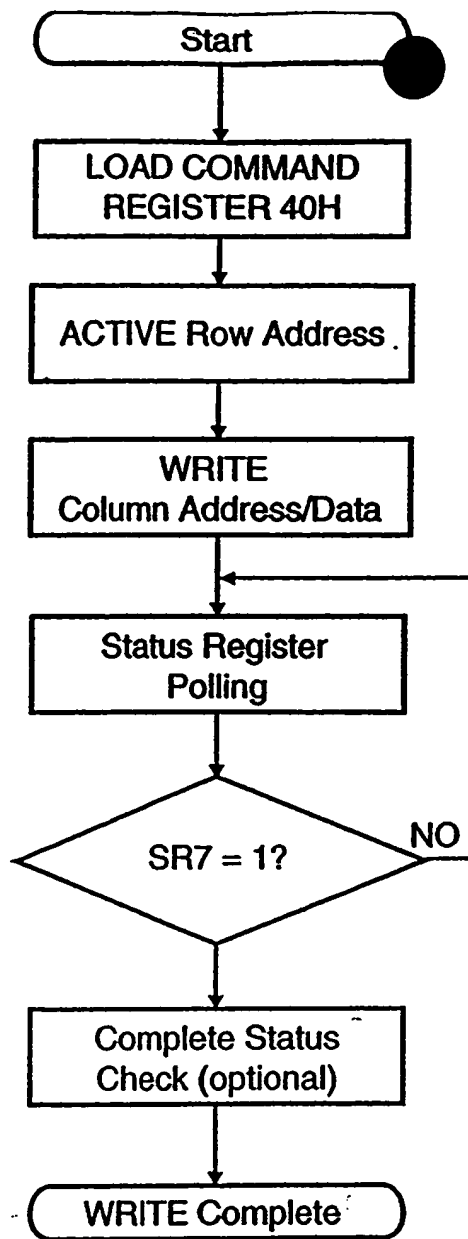 Start
LOAD COMMAND
REGISTER 40H
ACTIVE Row Address
WRITE
Column Address/Data
Status Register
Polling
SR7 = 1?
NO
Complete Status
Check (optional)
WRITE Complete